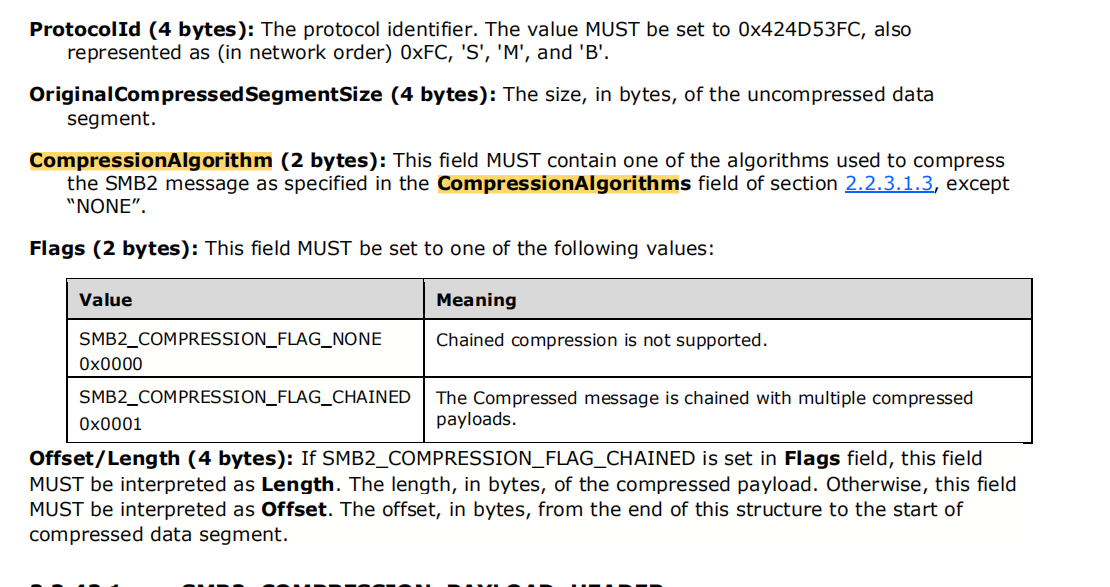 ProtocolId (4 bytes): The protocol identifier. The value MUST be set to 0x424D53FC, also
represented as (in network order) 0xFC, 'S', 'M', and 'B'.
OriginalCompressedSegmentSize (4 bytes): The size, in bytes, of the uncompressed data
segment.
CompressionAlgorithm (2 bytes): This field MUST contain one of the algorithms used to compress
the SMB2 message as specified in the CompressionAlgorithms field of section 2.2.3.1.3, except
“NONE”.
Flags (2 bytes): This field MUST be set to one of the following values:
Value Meaning
SMB2_COMPRESSION_FLAG_NONE Chained compression is not supported.
0x0000
SMB2_COMPRESSION_FLAG_CHAINED The Compressed message is chained with multiple compressed
0x0001 payloads.
Offset/Length (4 bytes): If SMB2_COMPRESSION_FLAG_CHAINED is set in Flags field, this field
MUST be interpreted as Length. The length, in bytes, of the compressed payload. Otherwise, this field
MUST be interpreted as Offset. The offset, in bytes, from the end of this structure to the start of
compressed data segment.
SMB2_COMPRESSION_PAYLOAD_HEADER